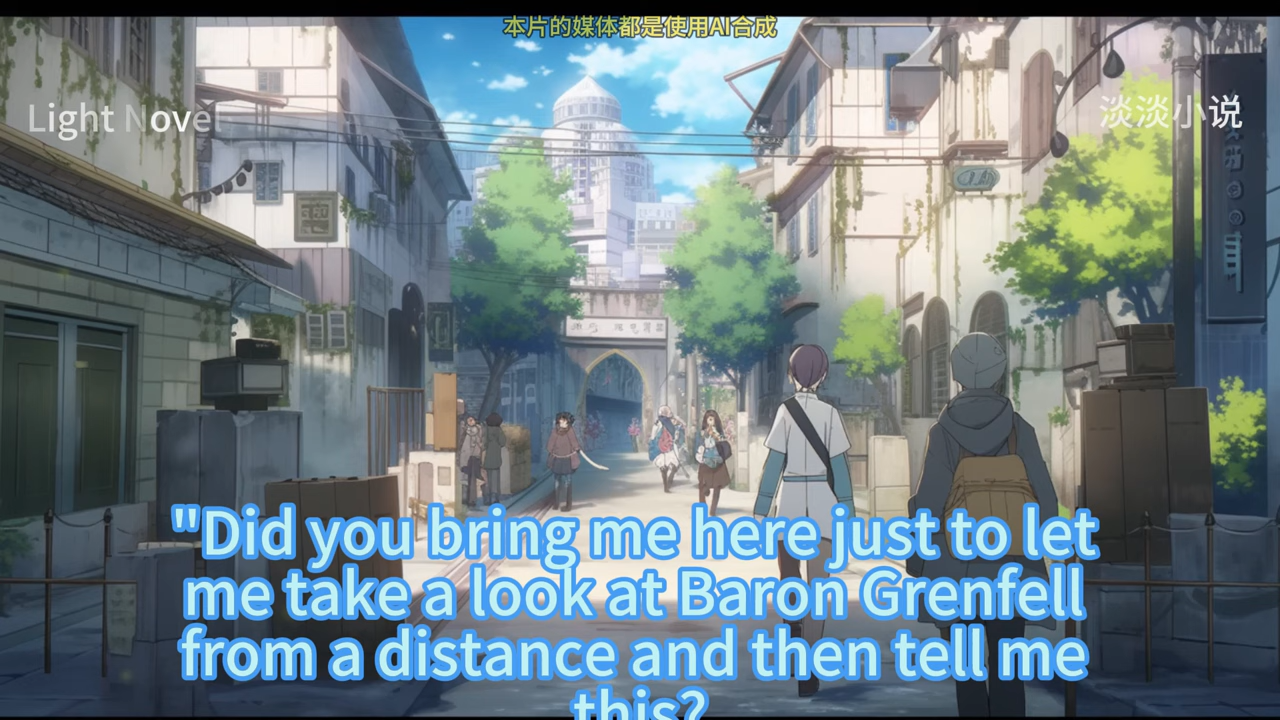 本片的媒体都是使用AI合成
Light Novel
淡淡小说
"Did you bring me here just to let
me take a look at Baron Grenfell
from a distance and then tell me
this?